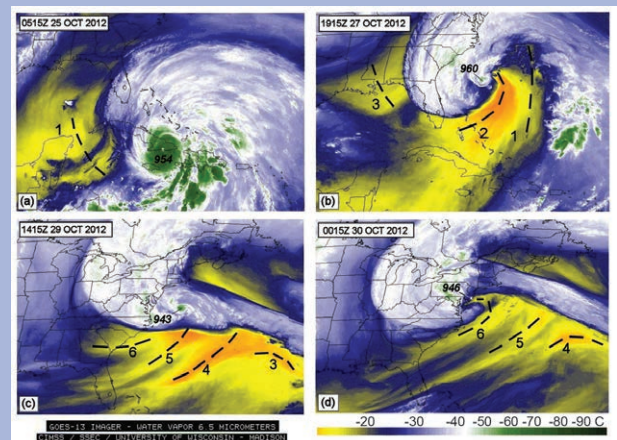 0515Z 25 OCT 2012
1
954
(a)
1915Z 27 OCT 2012
960
3
2
1
(b)
1415Z 29 OCT 2012
943
6
5
4
3
(c)
0015Z 30 OCT 2012
946
6
5
4
(d)
GOES-13 IMAGER - WATER VAPOR 6.5 MICROMETERS
CIMSS / SSEC / UNIVERSITY OF WISCONSIN - MADISON
-20 -40 -50 -60 -70 -80 -90 C